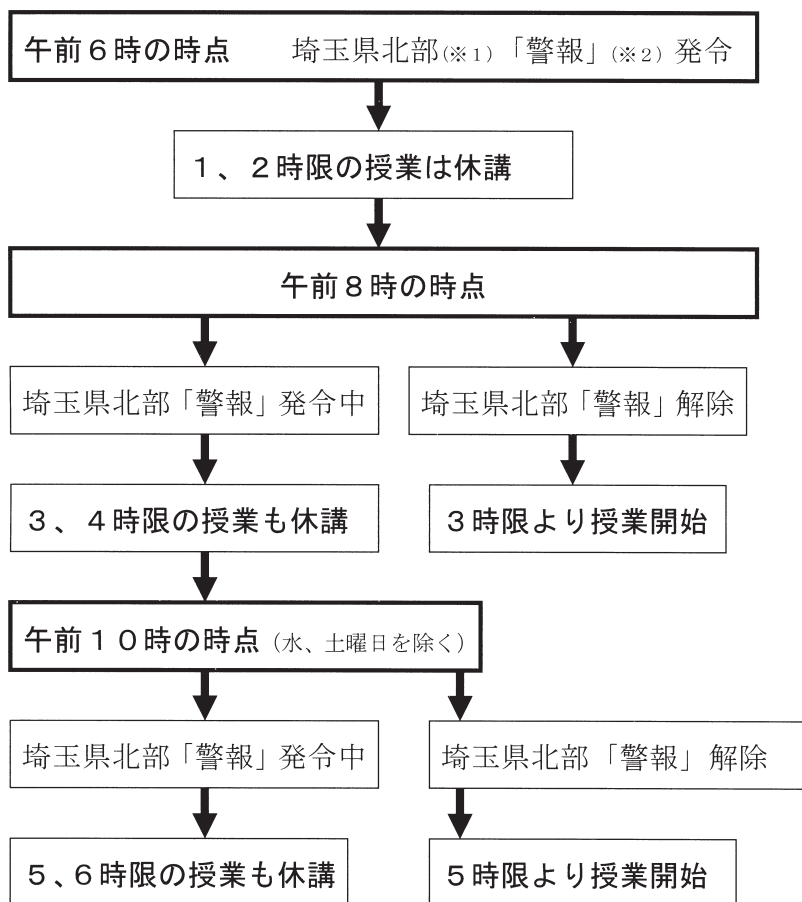 午前6時の時点 埼玉県北部(※1)「警報」(※2) 発令
1、2時限の授業は休講
午前8時の時点
埼玉県北部「警報」発令中
埼玉県北部「警報」解除
3、4時限の授業も休講
3時限より授業開始
午前10時の時点 (水、土曜日を除く)
埼玉県北部「警報」発令中
埼玉県北部「警報」解除
5、6時限の授業も休講
5時限より授業開始